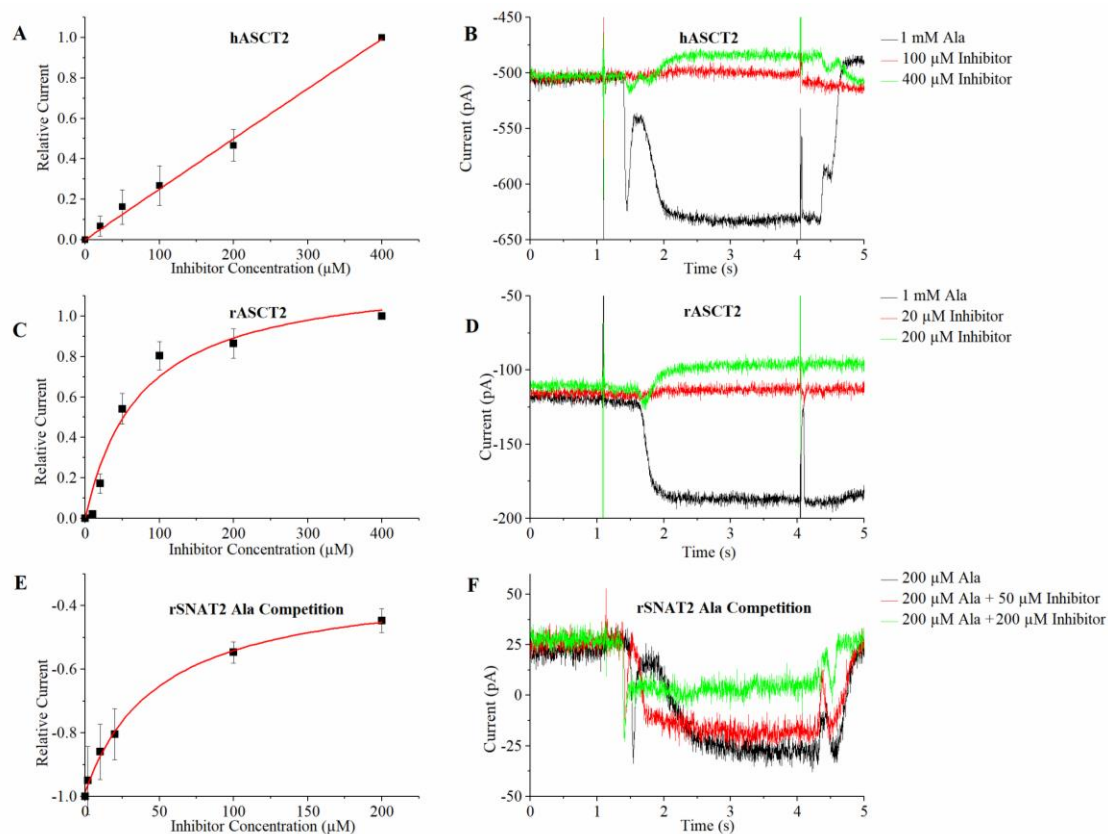 A
hASCT2
1.0
0.8
0.6
0.4
0.2
0.0
Relative Current
0 100 200 300 400
Inhibitor Concentration (µM)
B
hASCT2
-450
-500
-550
-600
-650
Current (pA)
0 1 2 3 4 5
Time (s)
1 mM Ala
100 µM Inhibitor
400 µM Inhibitor
C
rASCT2
1.0
0.8
0.6
0.4
0.2
0.0
Relative Current
0 100 200 300 400
Inhibitor Concentration (µM)
D
rASCT2
-50
-100
-150
-200
Current (pA)
0 1 2 3 4 5
Time (s)
1 mM Ala
20 µM Inhibitor
200 µM Inhibitor
E
rSNAT2 Ala Competition
-0.4
-0.6
-0.8
-1.0
Relative Current
0 50 100 150 200
Inhibitor Concentration (µM)
F
rSNAT2 Ala Competition
50
25
0
-25
-50
Current (pA)
0 1 2 3 4 5
Time (s)
200 µM Ala
200 µM Ala + 50 µM Inhibitor
200 µM Ala +200 µM Inhibitor